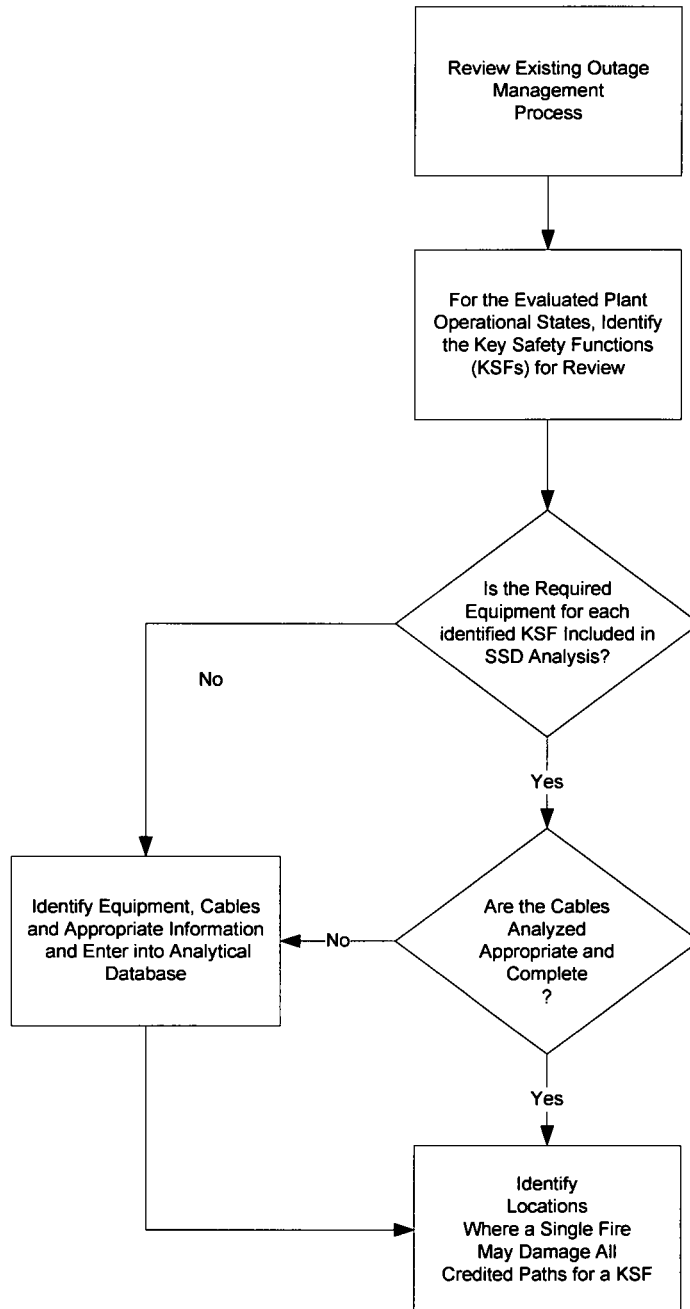 Review Existing Outage
Management
Process
For the Evaluated Plant
Operational States, Identify
the Key Safety Functions
(KSFs) for Review
Is the Required
Equipment for each
identified KSF Included in
SSD Analysis?
No
Yes
Identify Equipment, Cables
and Appropriate Information
and Enter into Analytical
Database
No
Are the Cables
Analyzed
Appropriate and
Complete
?
Yes
Identify
Locations
Where a Single Fire
May Damage All
Credited Paths for a KSF